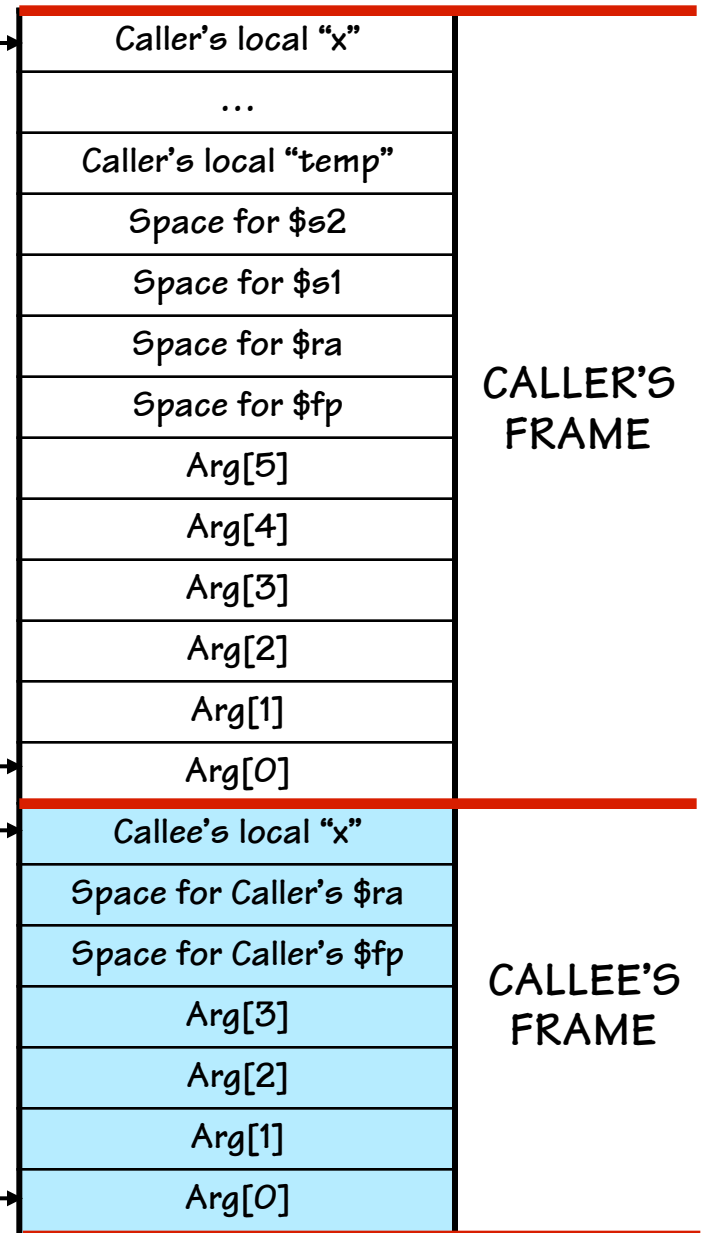 Caller's local “x”
...
Caller's local “temp”
Space for $s2
Space for $s1
Space for $ra
Space for $fp
Arg[5]
Arg[4]
Arg[3]
Arg[2]
Arg[1]
Arg[0]
CALLER'S
FRAME
Callee's local “x”
Space for Caller's $ra
Space for Caller's $fp
Arg[3]
Arg[2]
Arg[1]
Arg[0]
CALLEE'S
FRAME